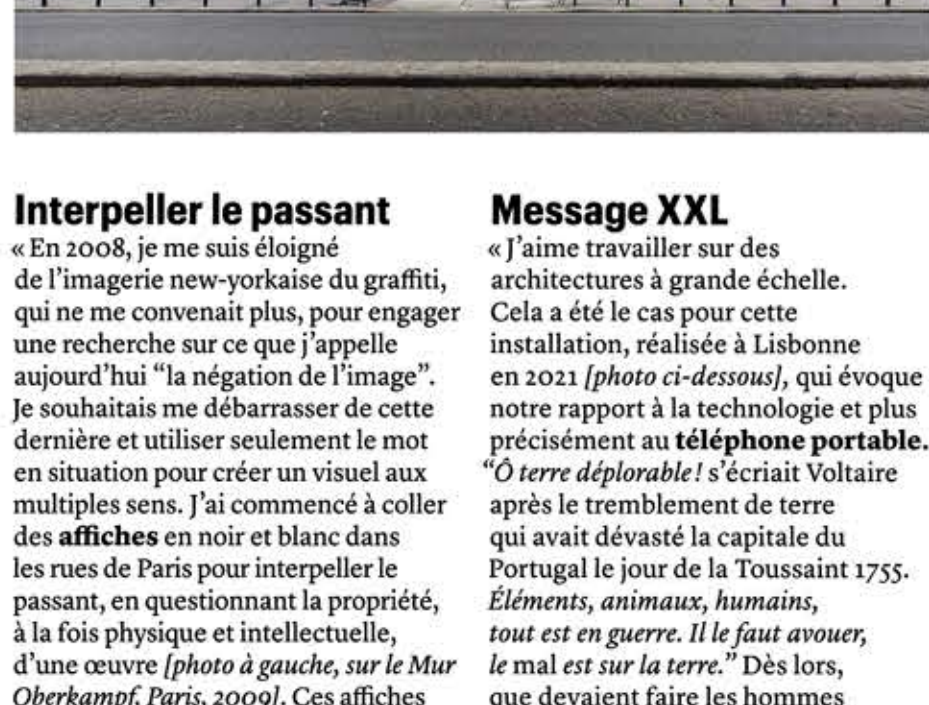 Interpeller le passant
« En 2008, je me suis éloigné
de l’imagerie new-yorkaise du graffiti,
qui ne me convenait plus, pour engager
une recherche sur ce que j’appelle
aujourd’hui “la négation de l’image”.
Je souhaitais me débarrasser de cette
dernière et utiliser seulement le mot
en situation pour créer un visuel aux
multiples sens. J’ai commencé à coller
des affiches en noir et blanc dans
les rues de Paris pour interpeller le
passant, en questionnant la propriété,
à la fois physique et intellectuelle,
d’une œuvre [photo à gauche, sur le Mur
Oberkampf, Paris, 2009]. Ces affiches
Message XXL
« J’aime travailler sur des
architectures à grande échelle.
Cela a été le cas pour cette
installation, réalisée à Lisbonne
en 2021 [photo ci-dessous], qui évoque
notre rapport à la technologie et plus
précisément au téléphone portable.
“Ô terre déplorable ! s’écriait Voltaire
après le tremblement de terre
qui avait dévasté la capitale du
Portugal le jour de la Toussaint 1755.
Éléments, animaux, humains,
tout est en guerre. Il le faut avouer,
le mal est sur la terre.” Dès lors,
que devaient faire les hommes